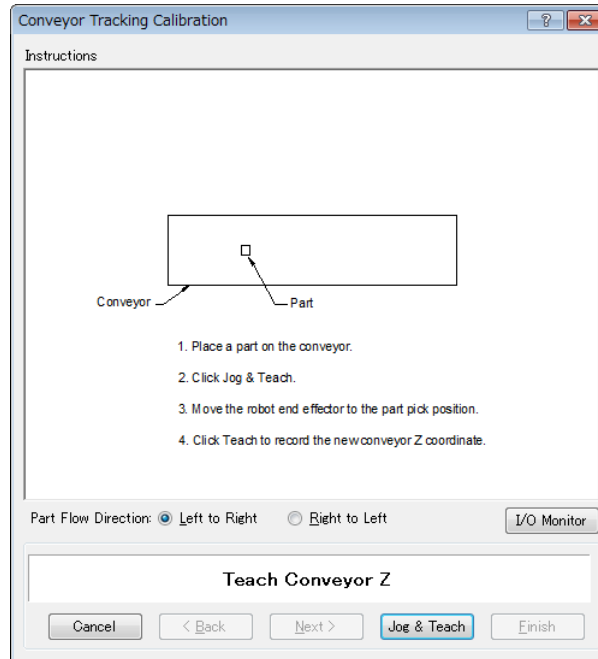 Conveyor Tracking Calibration
?
Instructions
Conveyor
Part
1. Place a part on the conveyor.
2. Click Jog & Teach.
3. Move the robot end effector to the part pick position.
4. Click Teach to record the new conveyor Z coordinate.
Part Flow Direction: Left to Right Right to Left I/O Monitor
Teach Conveyor Z
Cancel < Back Next > Jog & Teach Finish